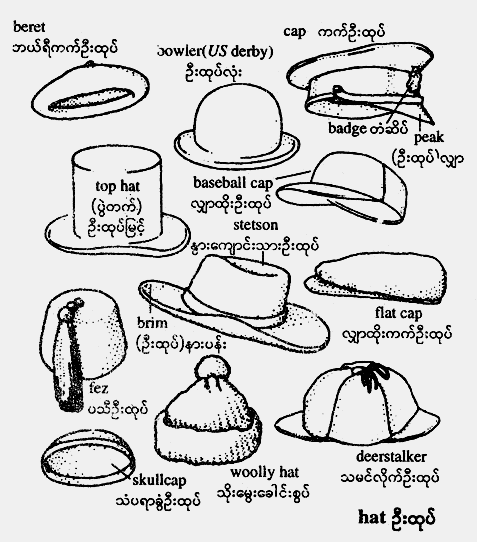 beret
ဘယ်ရီကက်ဦးထုပ်
bowler(US derby)
ဦးထုပ်လုံး
cap ကက်ဦးထုပ်
badge တံဆိပ်
peak
(ဦးထုပ်)လျှာ
top hat
(ပွဲတက်)
ဦးထုပ်မြင့်
baseball cap
လျှာထိုးဦးထုပ်
stetson
နွားကျောင်းသားဦးထုပ်
brim
(ဦးထုပ်)နားပန်း
flat cap
လျှာထိုးကက်ဦးထုပ်
fez
ပသီဦးထုပ်
skullcap
သံပရာခွံဦးထုပ်
woolly hat
သိုးမွေးခေါင်းစွပ်
deerstalker
သမင်လိုက်ဦးထုပ်
hat ဦးထုပ်